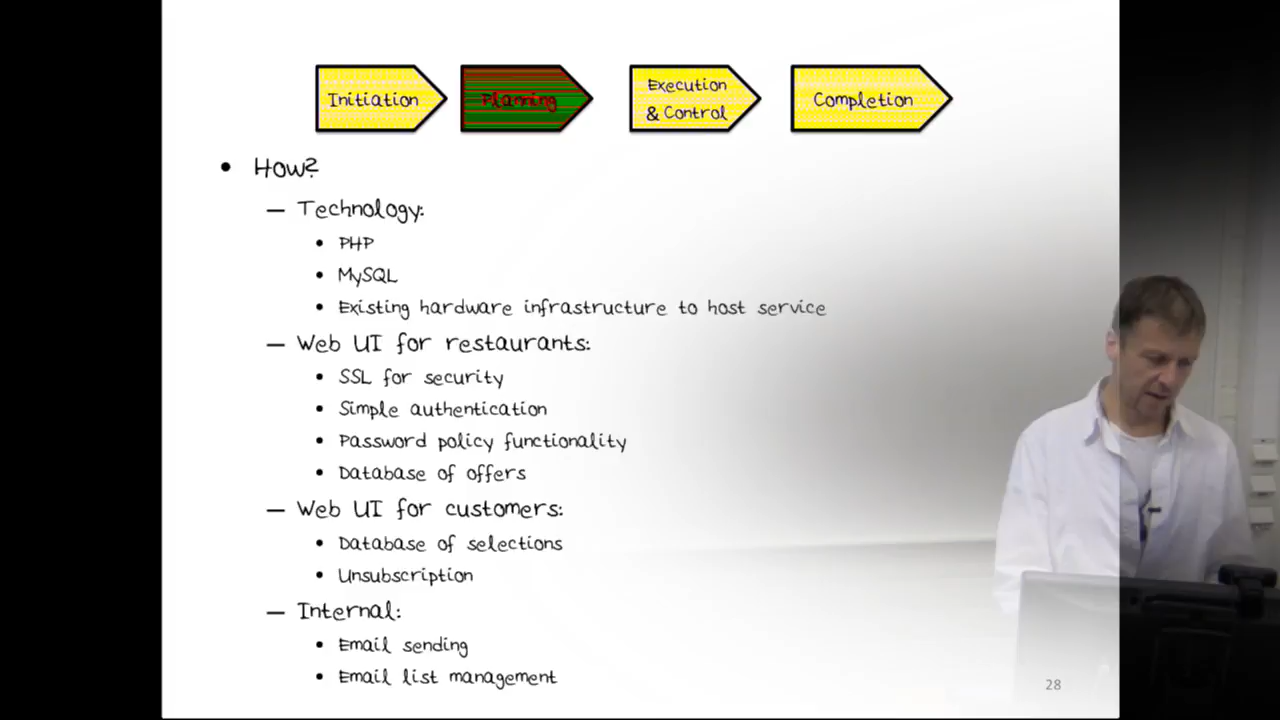 Initiation
Planning
Execution
& Control
Completion
• How?
– Technology:
• PHP
• MySQL
• Existing hardware infrastructure to host service
– Web UI for restaurants:
• SSL for security
• Simple authentication
• Password policy functionality
• Database of offers
– Web UI for customers:
• Database of selections
• Unsubscription
– Internal:
• Email sending
• Email list management
28